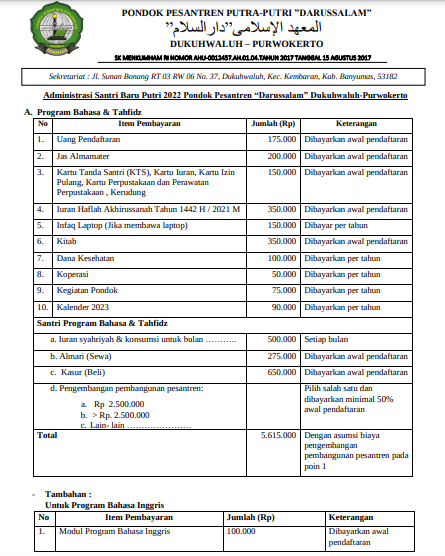 PONDOK PESANTREN PUTRA-PUTRI "DARUSSALAM"
المعهد الإسلامى "دار السلام"
DUKUHWALUH – PURWOKERTO
SK MENKUMHAM RI NOMOR AHU-0012457.AH.01.04.TAHUN 2017 TANGGAL 15 AGUSTUS 2017
Sekretariat : Jl. Sunan Bonang RT 03 RW 06 No. 37, Dukuhwaluh, Kec. Kembaran, Kab. Banyumas, 53182
Administrasi Santri Baru Putri 2022 Pondok Pesantren "Darussalam" Dukuhwaluh-Purwokerto
A. Program Bahasa & Tahfidz
No Item Pembayaran Jumlah (Rp) Keterangan
1. Uang Pendaftaran 175.000 Dibayarkan awal pendaftaran
2. Jas Almamater 200.000 Dibayarkan awal pendaftaran
3. Kartu Tanda Santri (KTS), Kartu Iuran, Kartu Izin 150.000 Dibayarkan awal pendaftaran
Pulang, Kartu Perpustakaan dan Perawatan
Perpustakaan , Kerudung
4. Iuran Haflah Akhirussanah Tahun 1442 H / 2021 M 350.000 Dibayarkan awal pendaftaran
5. Infaq Laptop (Jika membawa laptop) 150.000 Dibayar per tahun
6. Kitab 350.000 Dibayarkan awal pendaftaran
7. Dana Kesehatan 100.000 Dibayarkan per tahun
8. Koperasi 50.000 Dibayarkan per tahun
9. Kegiatan Pondok 75.000 Dibayarkan per tahun
10. Kalender 2023 90.000 Dibayarkan per tahun
Santri Program Bahasa & Tahfidz
a. Iuran syahriyah & konsumsi untuk bulan ……….. 500.000 Setiap bulan
b. Almari (Sewa) 275.000 Dibayarkan awal pendaftaran
c. Kasur (Beli) 650.000 Dibayarkan awal pendaftaran
d. Pengembangan pembangunan pesantren: Pilih salah satu dan
a. Rp 2.500.000 dibayarkan minimal 50%
b. > Rp. 2.500.000 awal pendaftaran
c. Lain- lain …………………
Total 5.615.000 Dengan asumsi biaya
pengembangan
pembangunan pesantren pada
poin 1
- Tambahan :
Untuk Program Bahasa Inggris
No Item Pembayaran Jumlah (Rp) Keterangan
1. Modul Program Bahasa Inggris 100.000 Dibayarkan awal
pendaftaran